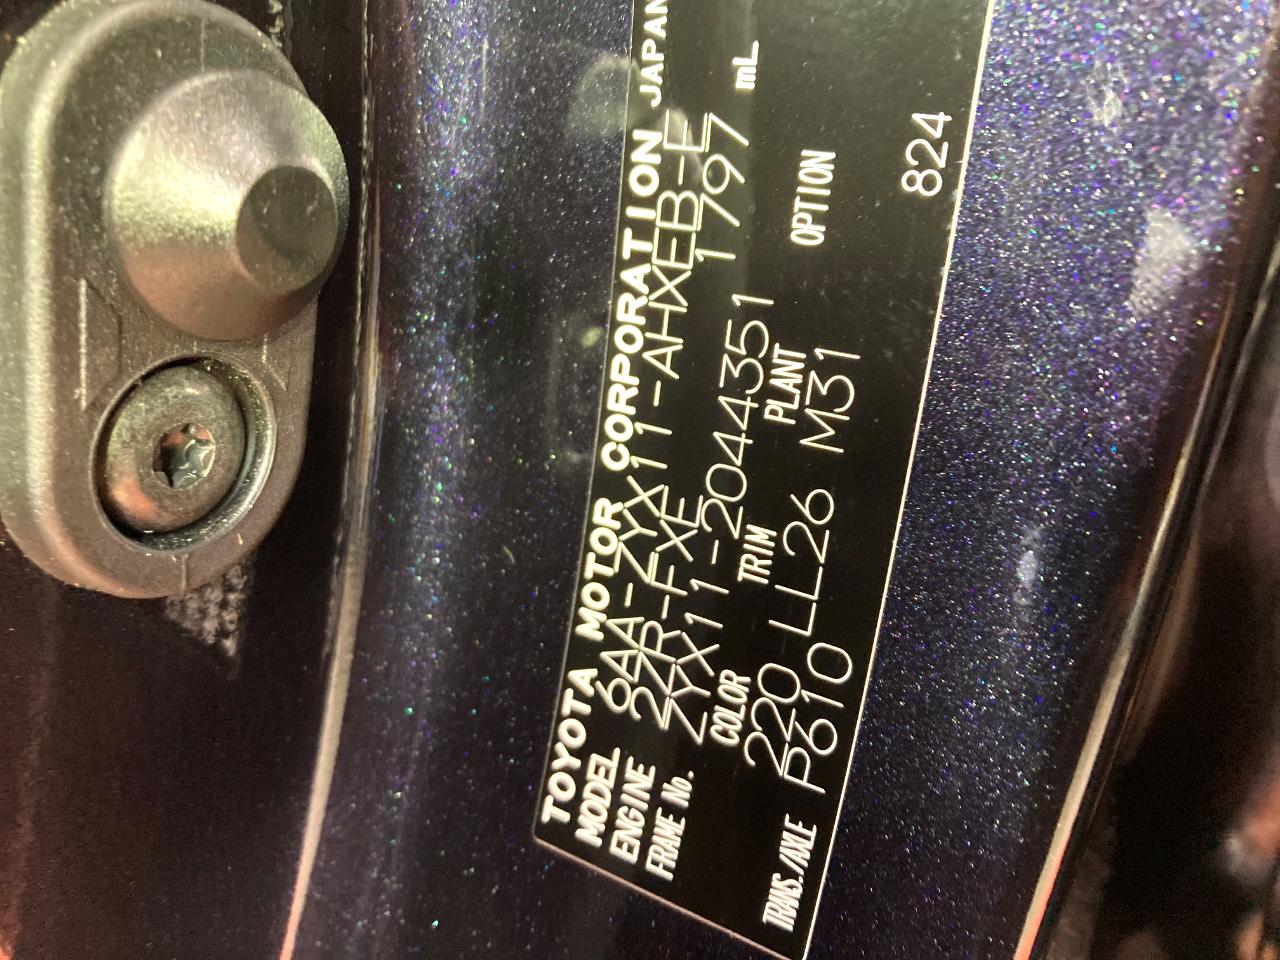 TOYOTA MOTOR CORPORATION JAPAN
MODEL 6AA-ZYX11-AHXEB-E
ENGINE 2ZR-FXE 1797 mL
FRAME No. ZYX11-2044351
COLOR TRIM PLANT OPTION
220 LL26 M31
TRANS./AXLE P610 824